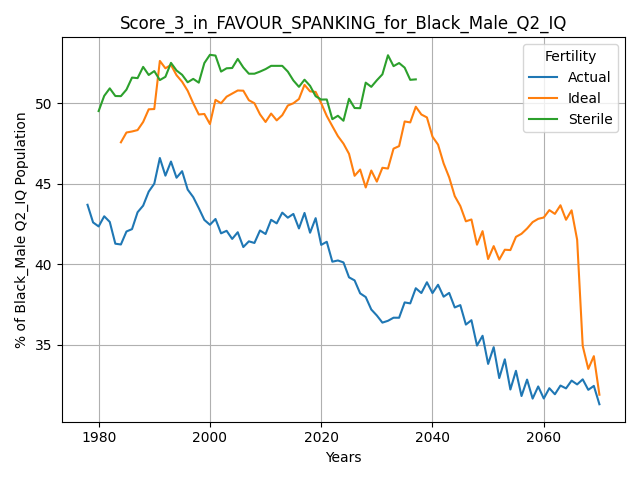 Score_3_in_FAVOUR_SPANKING_for_Black_Male_Q2_IQ
Fertility
Actual
Ideal
Sterile
% of Black_Male Q2_IQ Population
50
45
40
35
1980
2000
2020
2040
2060
Years